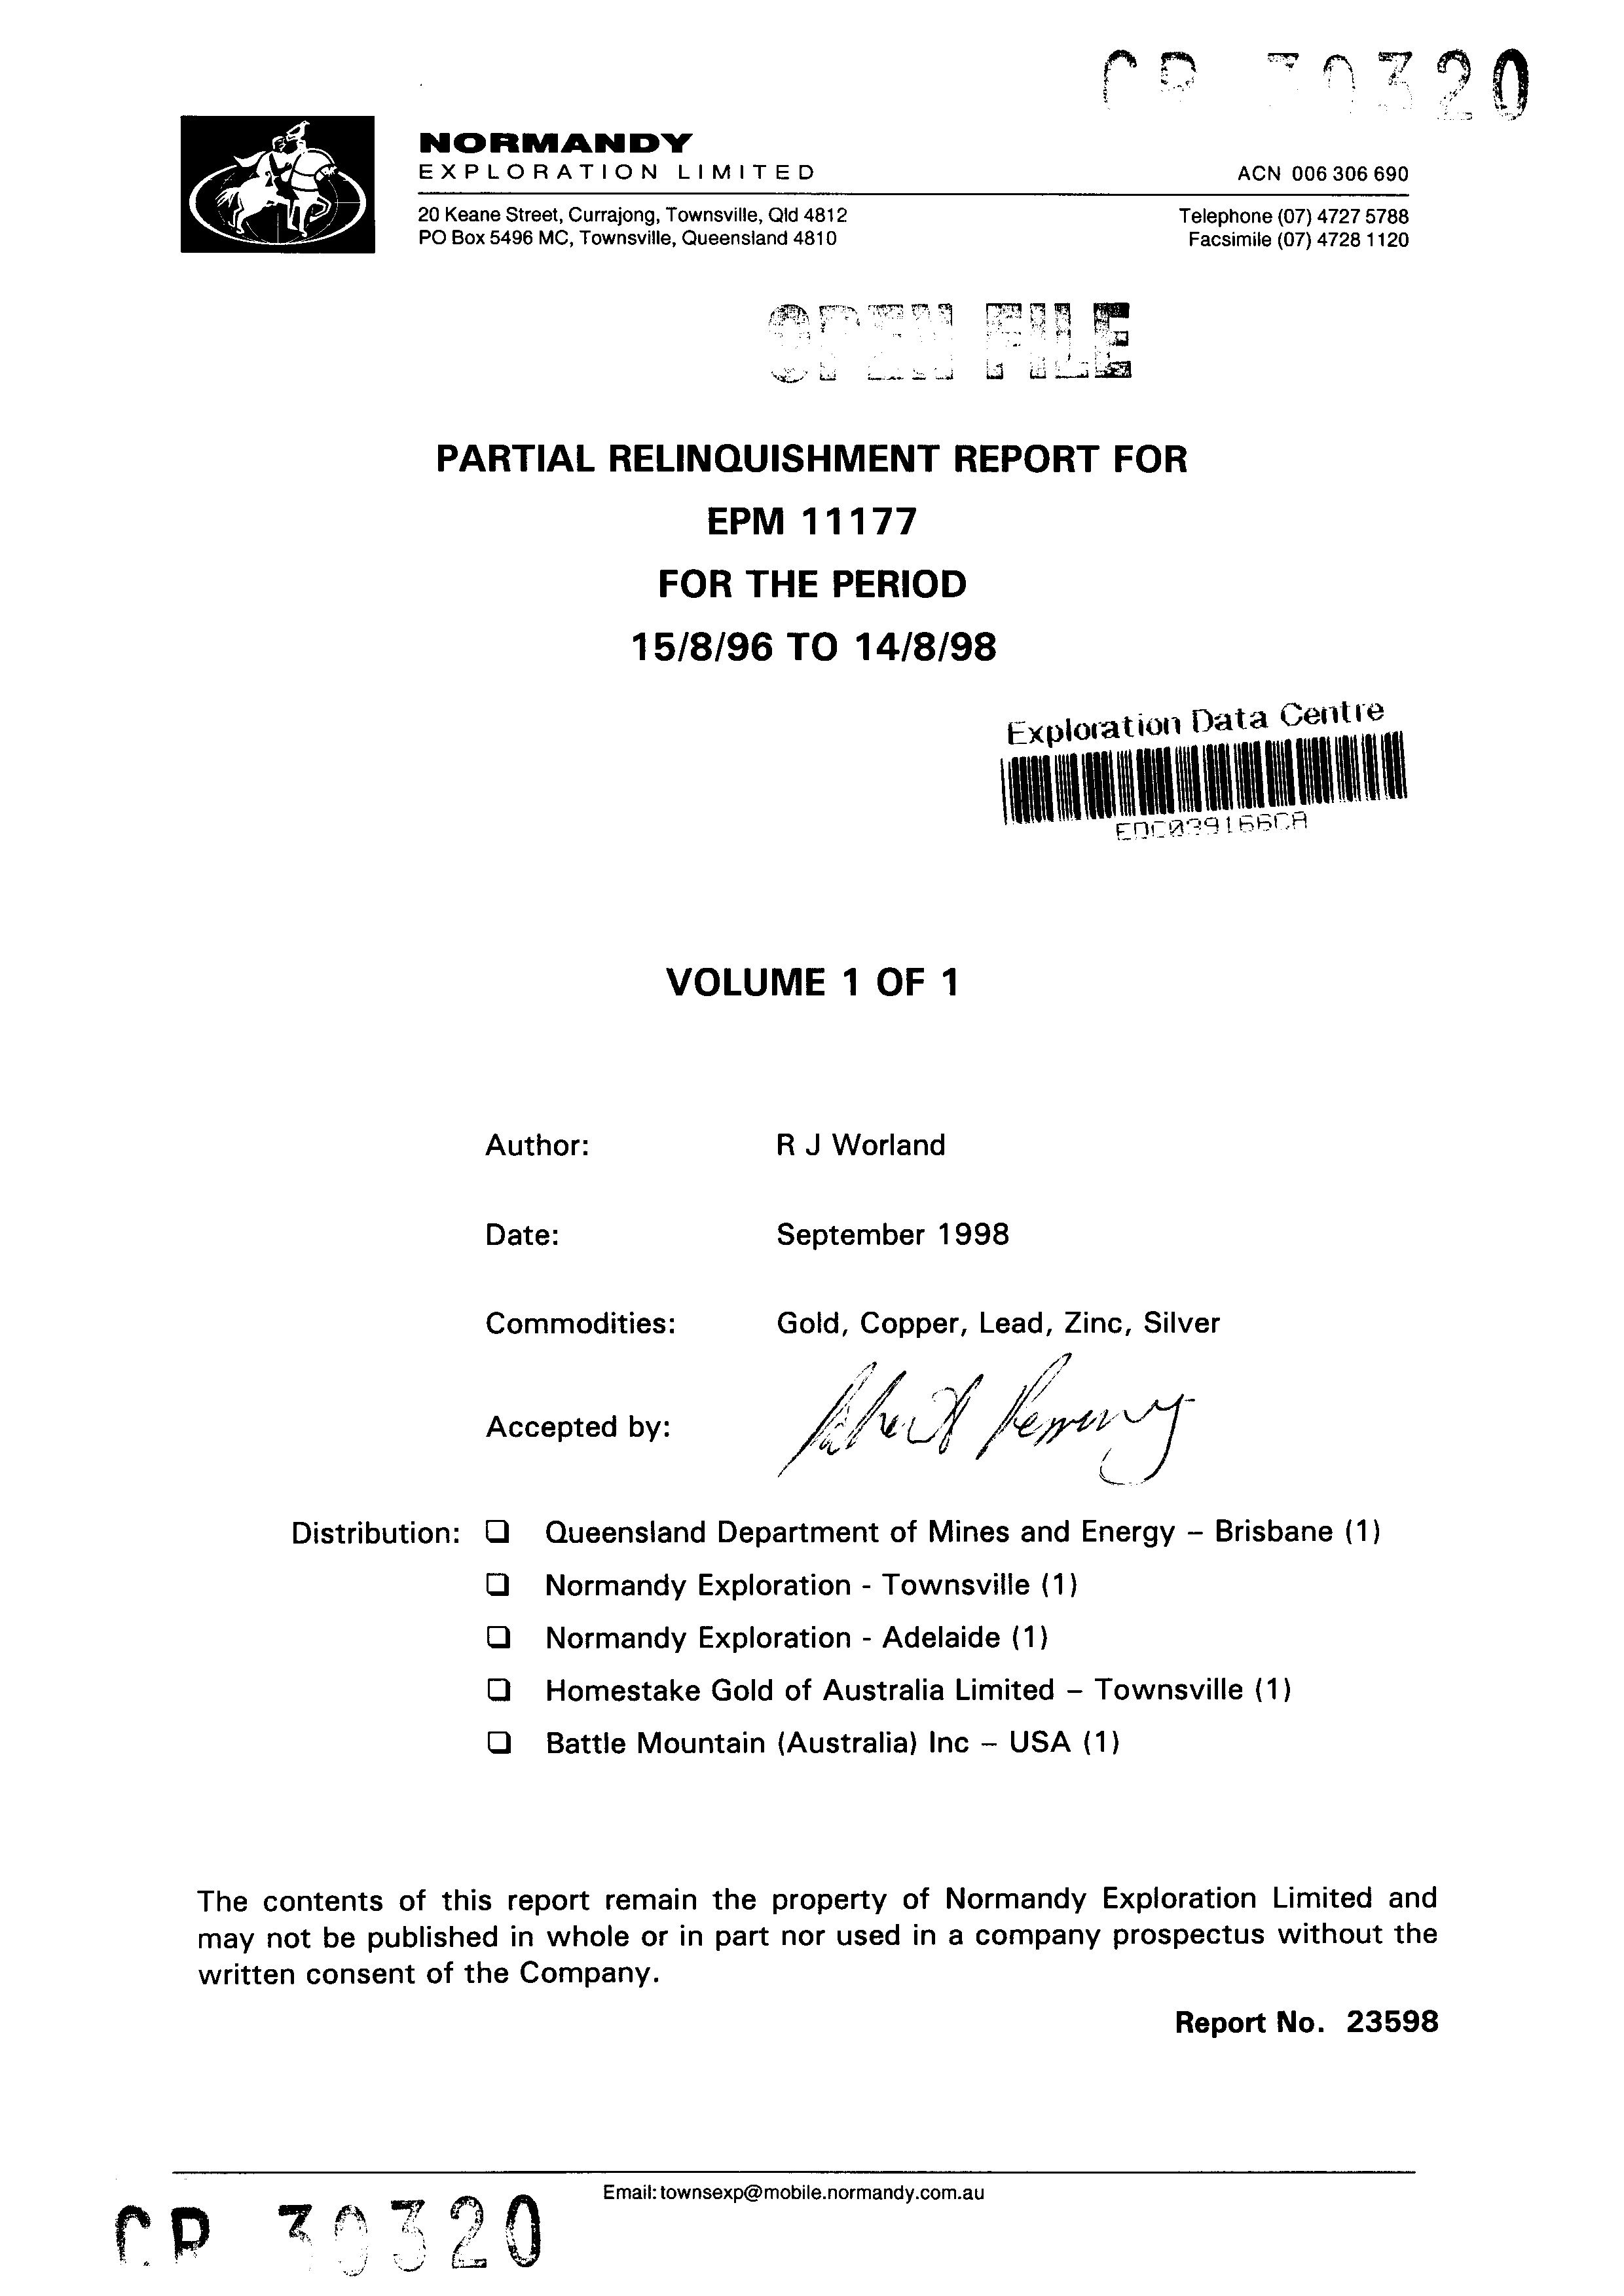 CR 30320
NORMANDY
EXPLORATION LIMITED
ACN 006 306 690
20 Keane Street, Currajong, Townsville, Qld 4812
PO Box 5496 MC, Townsville, Queensland 4810
Telephone (07) 4727 5788
Facsimile (07) 4728 1120
OPEN FILE
PARTIAL RELINQUISHMENT REPORT FOR
EPM 11177
FOR THE PERIOD
15/8/96 TO 14/8/98
Exploration Data Centre
EDC039166CA
VOLUME 1 OF 1
Author: R J Worland
Date: September 1998
Commodities: Gold, Copper, Lead, Zinc, Silver
Accepted by:
Distribution: ❑ Queensland Department of Mines and Energy – Brisbane (1)
❑ Normandy Exploration - Townsville (1)
❑ Normandy Exploration - Adelaide (1)
❑ Homestake Gold of Australia Limited – Townsville (1)
❑ Battle Mountain (Australia) Inc – USA (1)
The contents of this report remain the property of Normandy Exploration Limited and
may not be published in whole or in part nor used in a company prospectus without the
written consent of the Company.
Report No. 23598
Email: townsexp@mobile.normandy.com.au
CR 30320